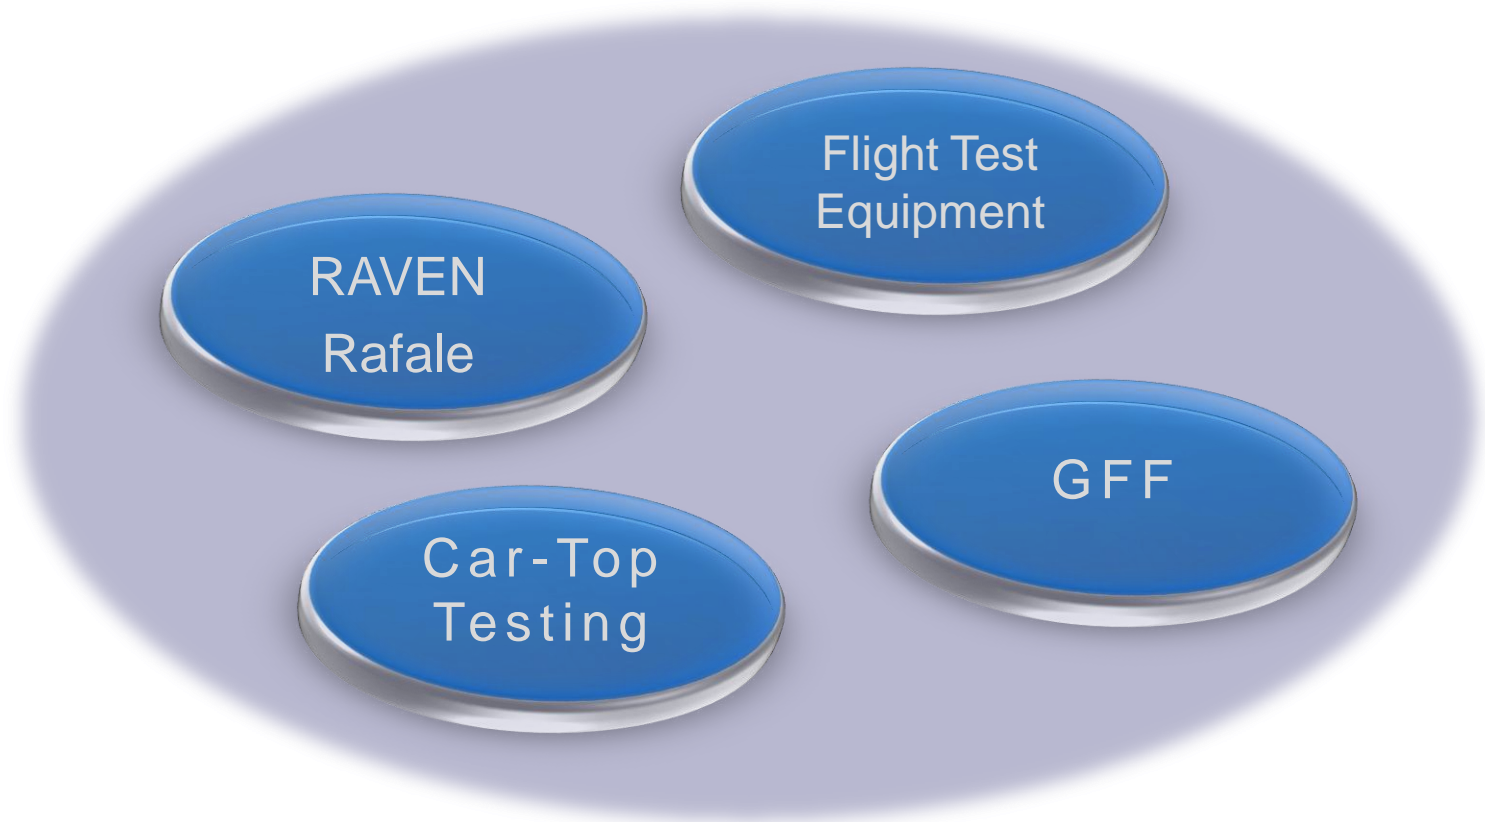 Flight Test
Equipment
RAVEN
Rafale
GFF
Car-Top
Testing